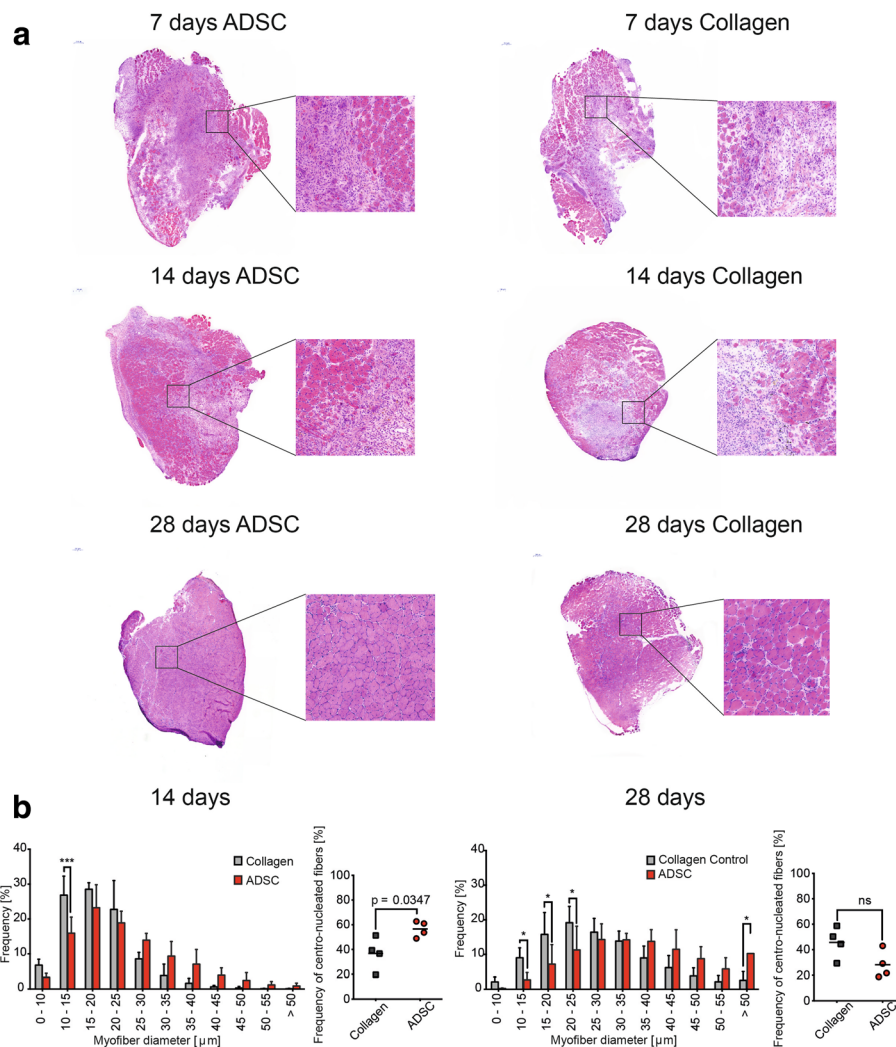 a
7 days ADSC
7 days Collagen
14 days ADSC
14 days Collagen
28 days ADSC
28 days Collagen
b
14 days
28 days
Frequency [%]
40
30
20
10
0
***
Collagen
ADSC
0 - 10
10 - 15
15 - 20
20 - 25
25 - 30
30 - 35
35 - 40
40 - 45
45 - 50
50 - 55
> 50
Myofiber diameter [µm]
Frequency of centro-nucleated fibers [%]
100
80
60
40
20
0
p = 0.0347
Collagen
ADSC
Frequency [%]
40
30
20
10
0
*
*
*
*
Collagen Control
ADSC
0 - 10
10 - 15
15 - 20
20 - 25
25 - 30
30 - 35
35 - 40
40 - 45
45 - 50
50 - 55
> 50
Myofiber diameter [µm]
Frequency of centro-nucleated fibers [%]
100
80
60
40
20
0
ns
Collagen
ADSC